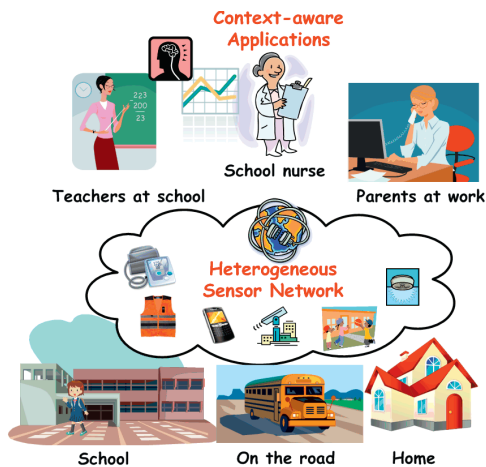 Context-aware
Applications
223
200
23
School nurse
Teachers at school
Parents at work
Heterogeneous
Sensor Network
School
On the road
Home